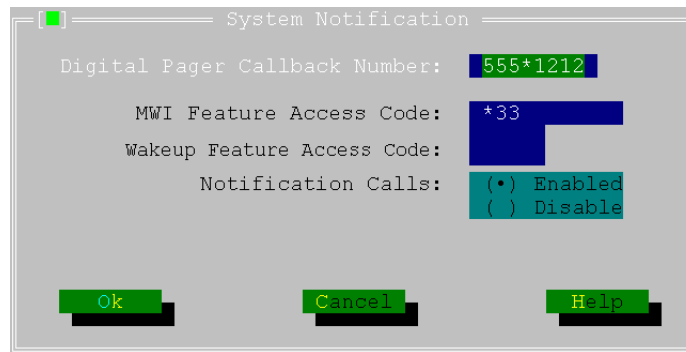 System Notification
Digital Pager Callback Number: 555*1212
MWI Feature Access Code: *33
Wakeup Feature Access Code:
Notification Calls: (•) Enabled
( ) Disable
Ok Cancel Help